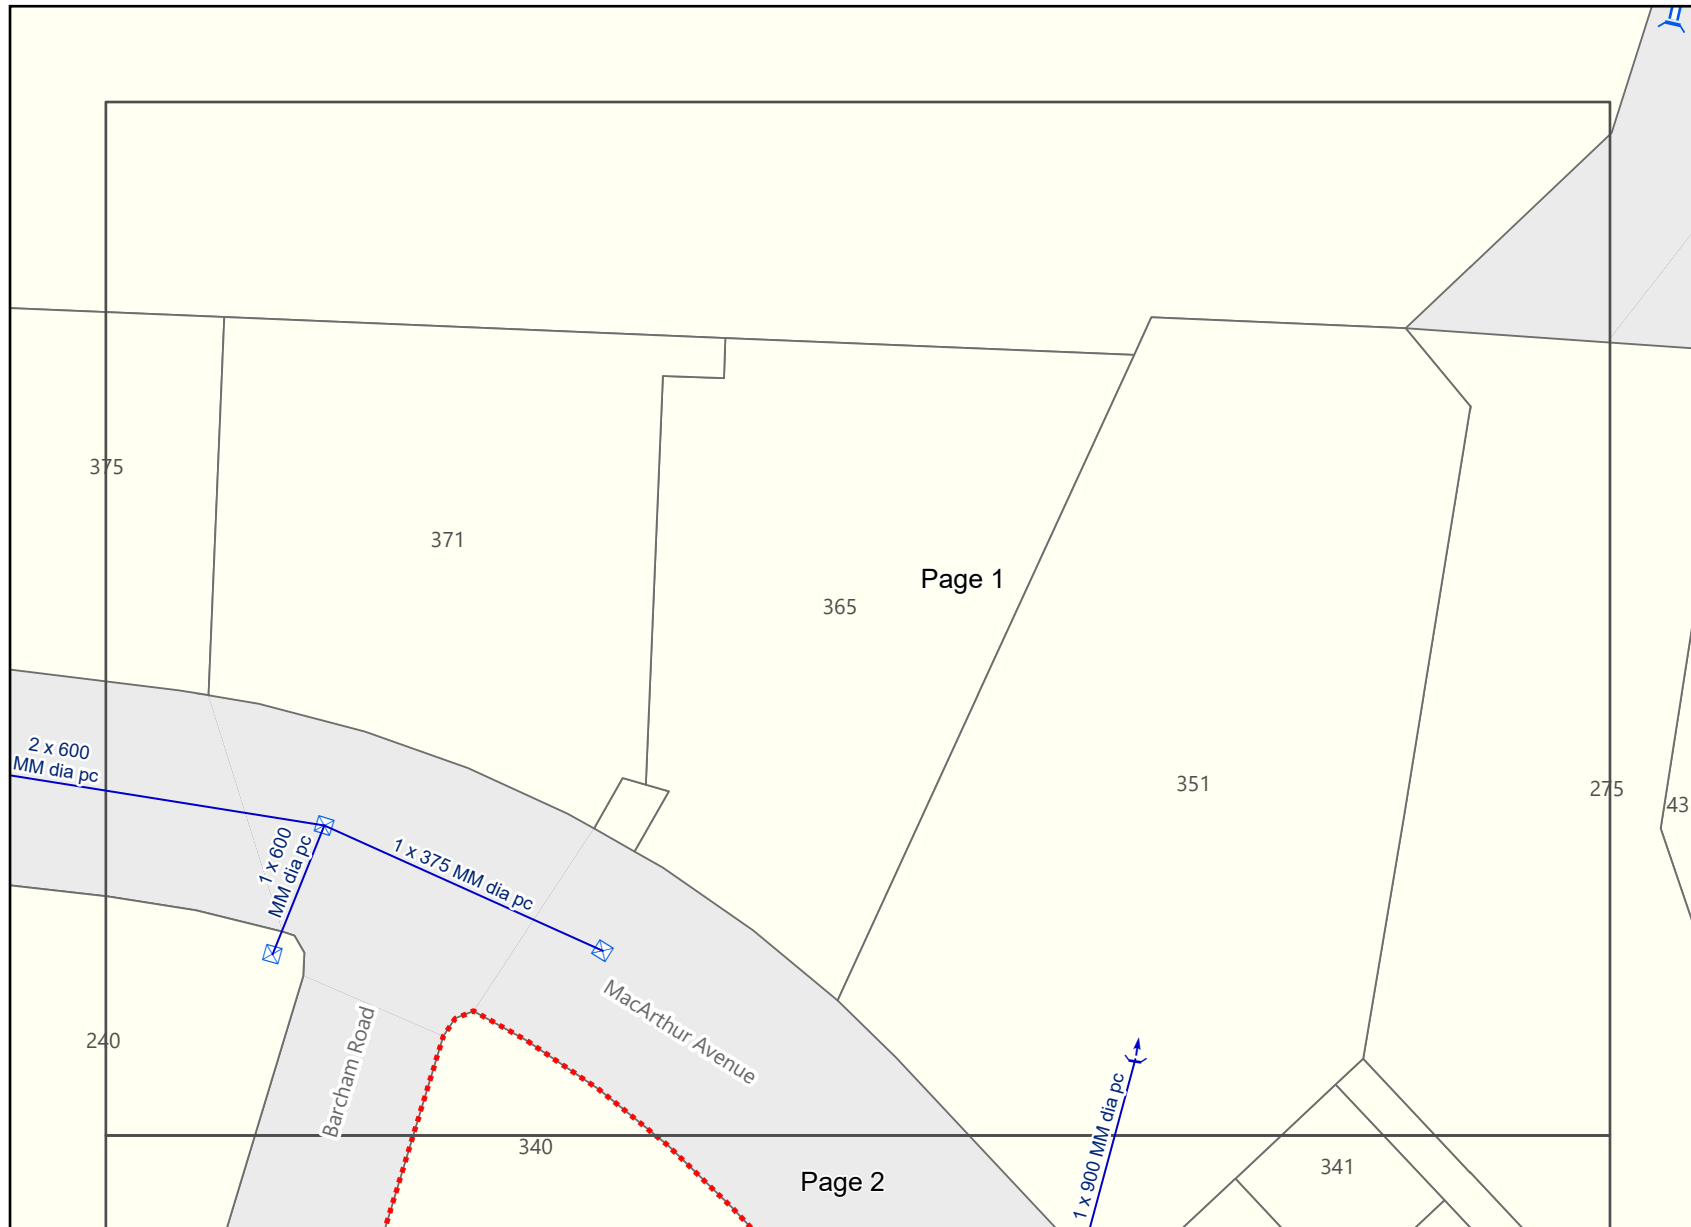 375
371
Page 1
365
2 x 600
MM dia pc
351
275
43
1 x 600
MM dia pc
1 x 375 MM dia pc
MacArthur Avenue
Barcham Road
240
1 x 900 MM dia pc
340
Page 2
341